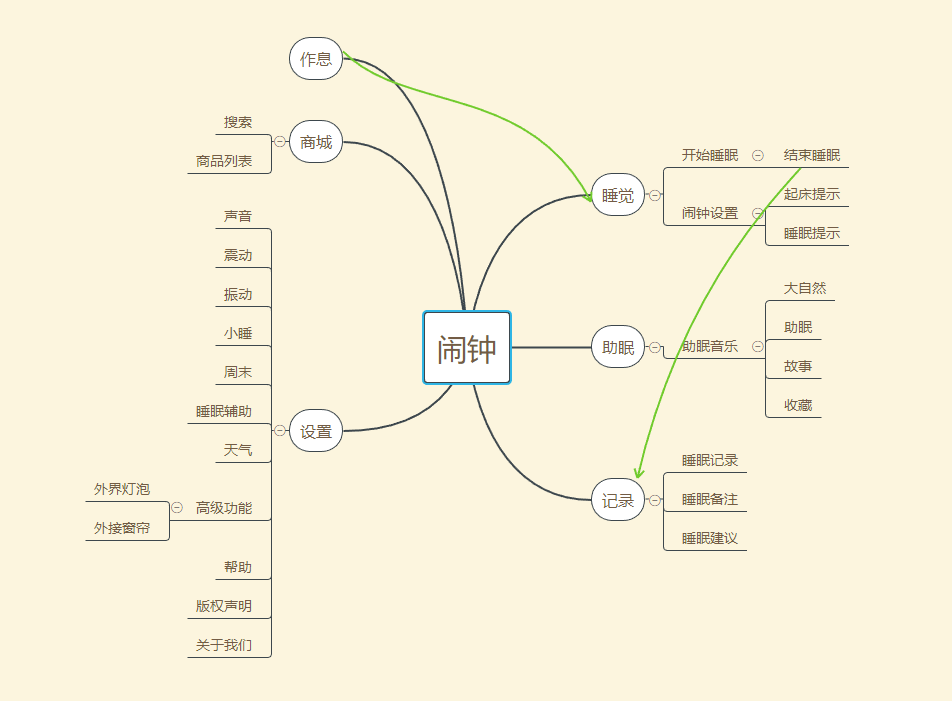 闹钟
作息
商城
搜索
商品列表
设置
声音
震动
振动
小睡
周末
睡眠辅助
天气
高级功能
外界灯泡
外接窗帘
帮助
版权声明
关于我们
睡觉
开始睡眠
结束睡眠
闹钟设置
起床提示
睡眠提示
助眠
助眠音乐
大自然
助眠
故事
收藏
记录
睡眠记录
睡眠备注
睡眠建议